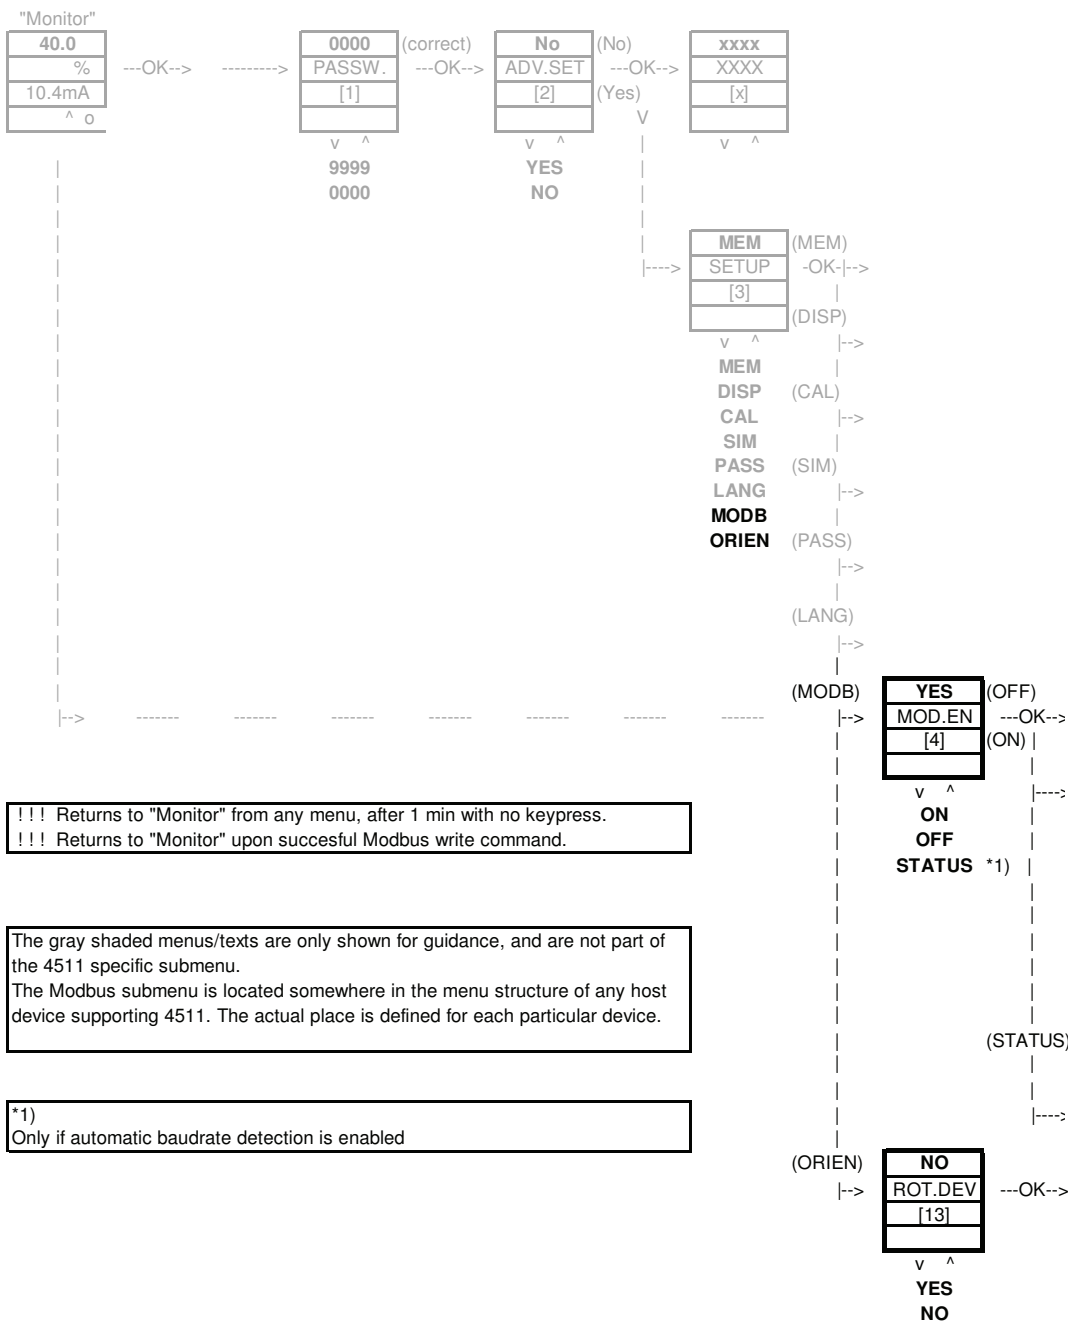 "Monitor"
40.0 0000 (correct) No (No) xxxx
% ---OK--> ---------> PASSW. ---OK--> ADV.SET ---OK--> XXXX
10.4mA [1] [2] (Yes) [x]
^ o V
v ^ v ^ | v ^
| 9999 YES |
| 0000 NO |
| |
| | MEM (MEM)
| |----> SETUP -OK-|-->
| [3] |
| (DISP)
| v ^ |-->
| MEM |
| DISP (CAL)
| CAL |-->
| SIM |
| PASS (SIM)
| LANG |-->
| MODB |
| ORIEN (PASS)
| |-->
| |
| (LANG)
| |-->
| |
| (MODB) YES (OFF)
|--> ------- ------- ------- ------- ------- ------- ------- |--> MOD.EN ---OK-->
| [4] (ON) |
| |
| v ^ |---->
! ! ! Returns to "Monitor" from any menu, after 1 min with no keypress. | ON |
! ! ! Returns to "Monitor" upon succesful Modbus write command. | OFF |
| STATUS *1) |
| |
| |
The gray shaded menus/texts are only shown for guidance, and are not part of | |
the 4511 specific submenu. | |
The Modbus submenu is located somewhere in the menu structure of any host | |
device supporting 4511. The actual place is defined for each particular device. | |
| (STATUS)
| |
| |
*1) | |---->
Only if automatic baudrate detection is enabled |
(ORIEN) NO
|--> ROT.DEV ---OK-->
[13]
v ^
YES
NO